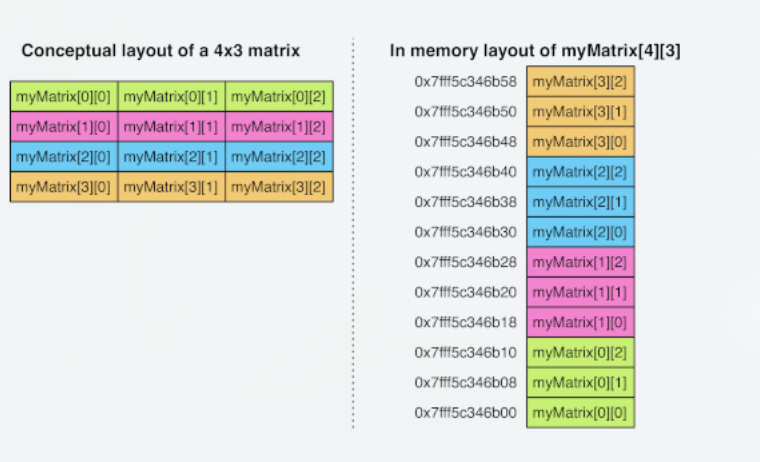 Conceptual layout of a 4x3 matrix
myMatrix[0][0] myMatrix[0][1] myMatrix[0][2]
myMatrix[1][0] myMatrix[1][1] myMatrix[1][2]
myMatrix[2][0] myMatrix[2][1] myMatrix[2][2]
myMatrix[3][0] myMatrix[3][1] myMatrix[3][2]
In memory layout of myMatrix[4][3]
0x7fff5c346b58 myMatrix[3][2]
0x7fff5c346b50 myMatrix[3][1]
0x7fff5c346b48 myMatrix[3][0]
0x7fff5c346b40 myMatrix[2][2]
0x7fff5c346b38 myMatrix[2][1]
0x7fff5c346b30 myMatrix[2][0]
0x7fff5c346b28 myMatrix[1][2]
0x7fff5c346b20 myMatrix[1][1]
0x7fff5c346b18 myMatrix[1][0]
0x7fff5c346b10 myMatrix[0][2]
0x7fff5c346b08 myMatrix[0][1]
0x7fff5c346b00 myMatrix[0][0]